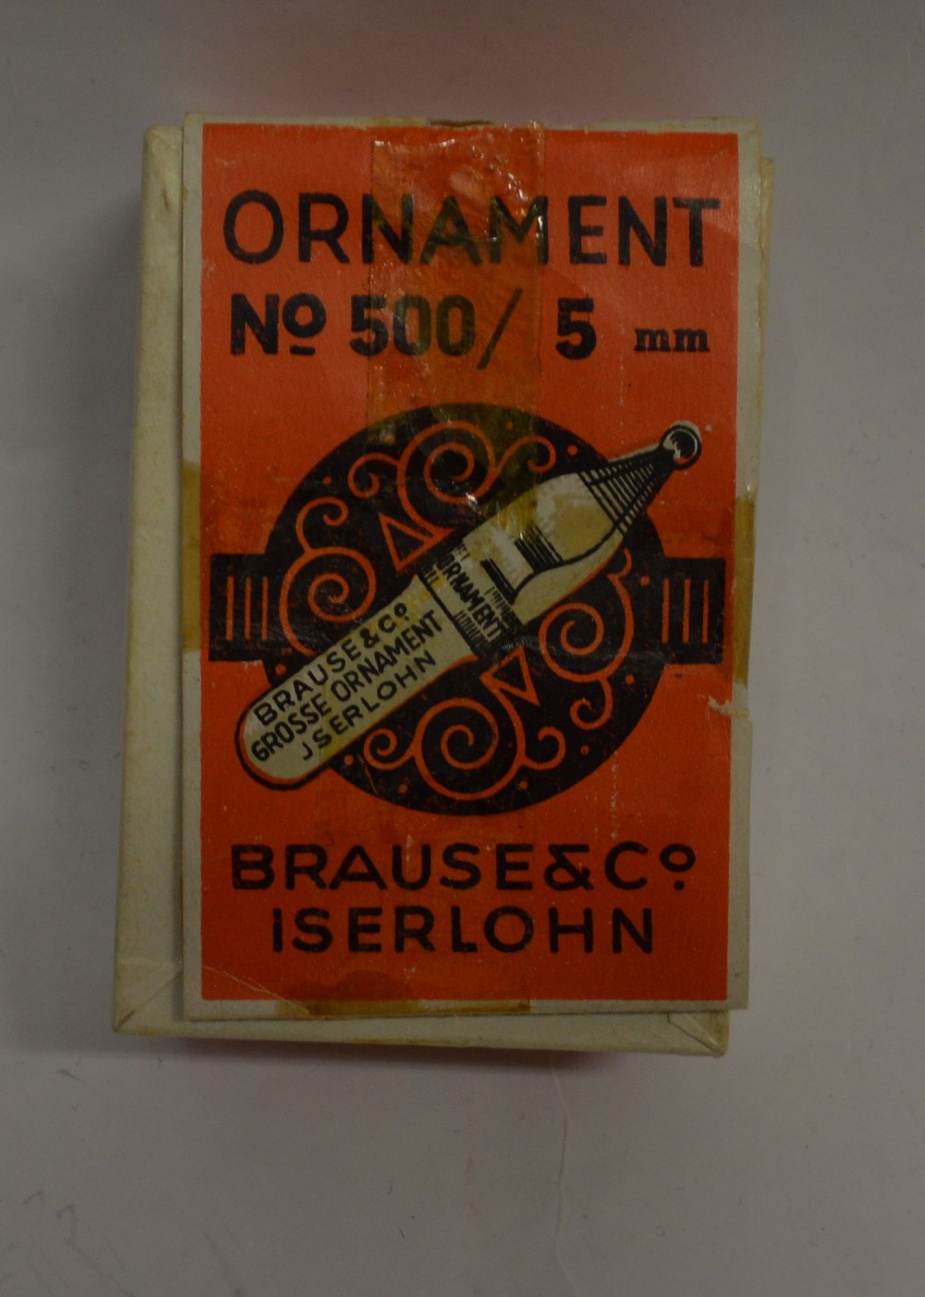 ORNAMENT
Nº 500/ 5 mm
ORNAMENT
BRAUSE & Cº
GROSSE ORNAMENT
JSERLOHN
BRAUSE & Cº
iSERLOHN